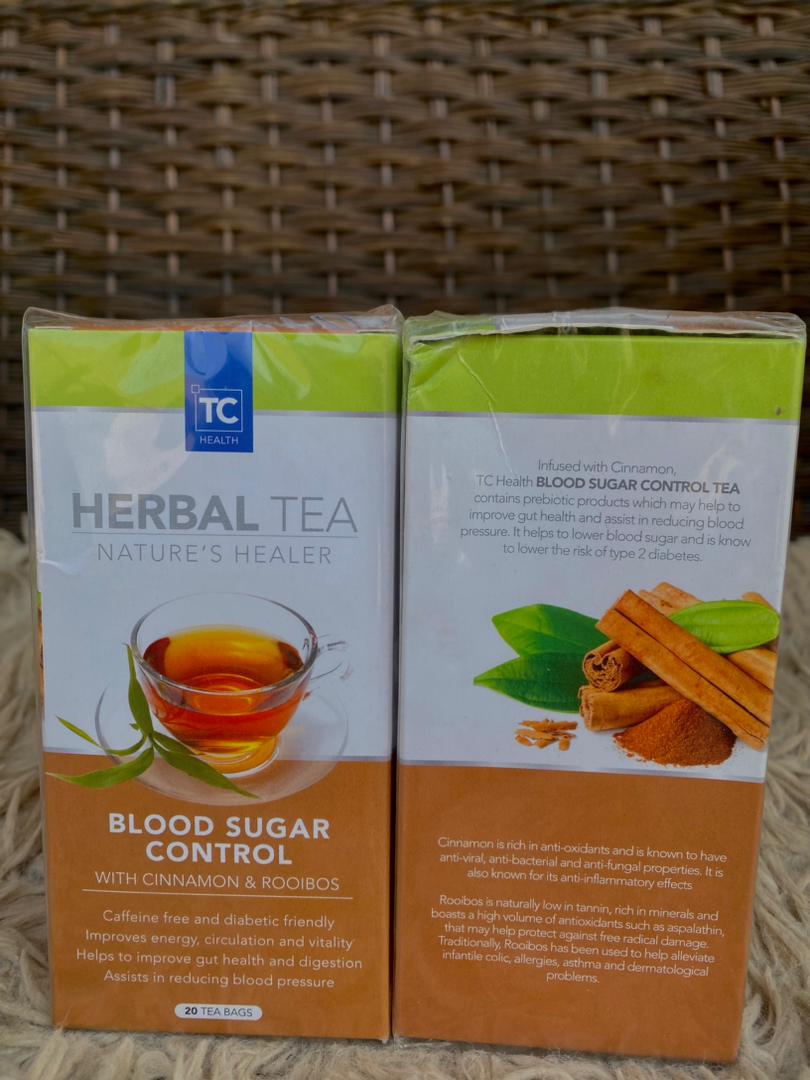 TC
HEALTH
HERBAL TEA
NATURE'S HEALER
BLOOD SUGAR
CONTROL
WITH CINNAMON & ROOIBOS
Caffeine free and diabetic friendly
Improves energy, circulation and vitality
Helps to improve gut health and digestion
Assists in reducing blood pressure
20 TEA BAGS
Infused with Cinnamon,
TC Health BLOOD SUGAR CONTROL TEA
contains prebiotic products which may help to
improve gut health and assist in reducing blood
pressure. It helps to lower blood sugar and is know
to lower the risk of type 2 diabetes.
Cinnamon is rich in anti-oxidants and is known to have
anti-viral, anti-bacterial and anti-fungal properties. It is
also known for its anti-inflammatory effects
Rooibos is naturally low in tannin, rich in minerals and
boasts a high volume of antioxidants such as aspalathin,
that may help protect against free radical damage.
Traditionally, Rooibos has been used to help alleviate
infantile colic, allergies, asthma and dermatological
problems.